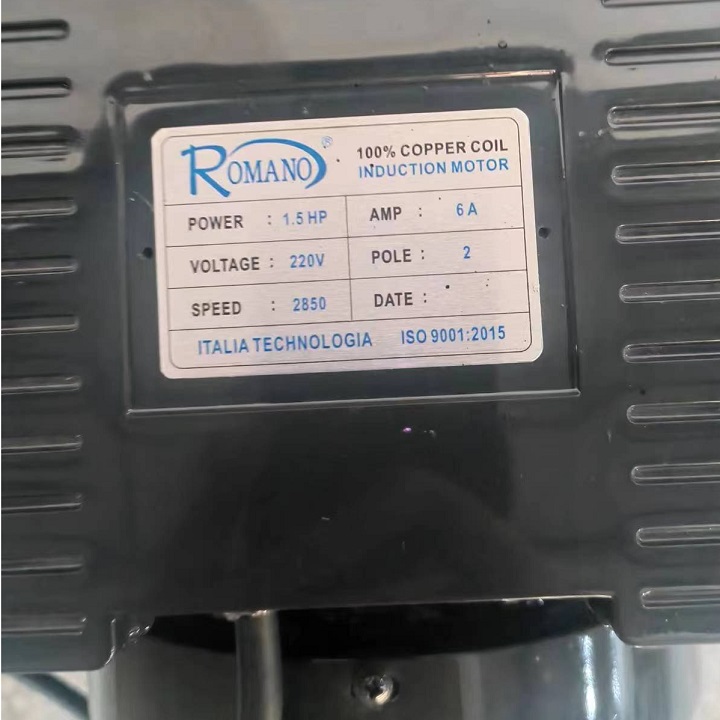 ROMANO ®
100% COPPER COIL
INDUCTION MOTOR
POWER : 1.5 HP
AMP : 6 A
VOLTAGE : 220V
POLE : 2
SPEED : 2850
DATE :
ITALIA TECHNOLOGIA ISO 9001:2015